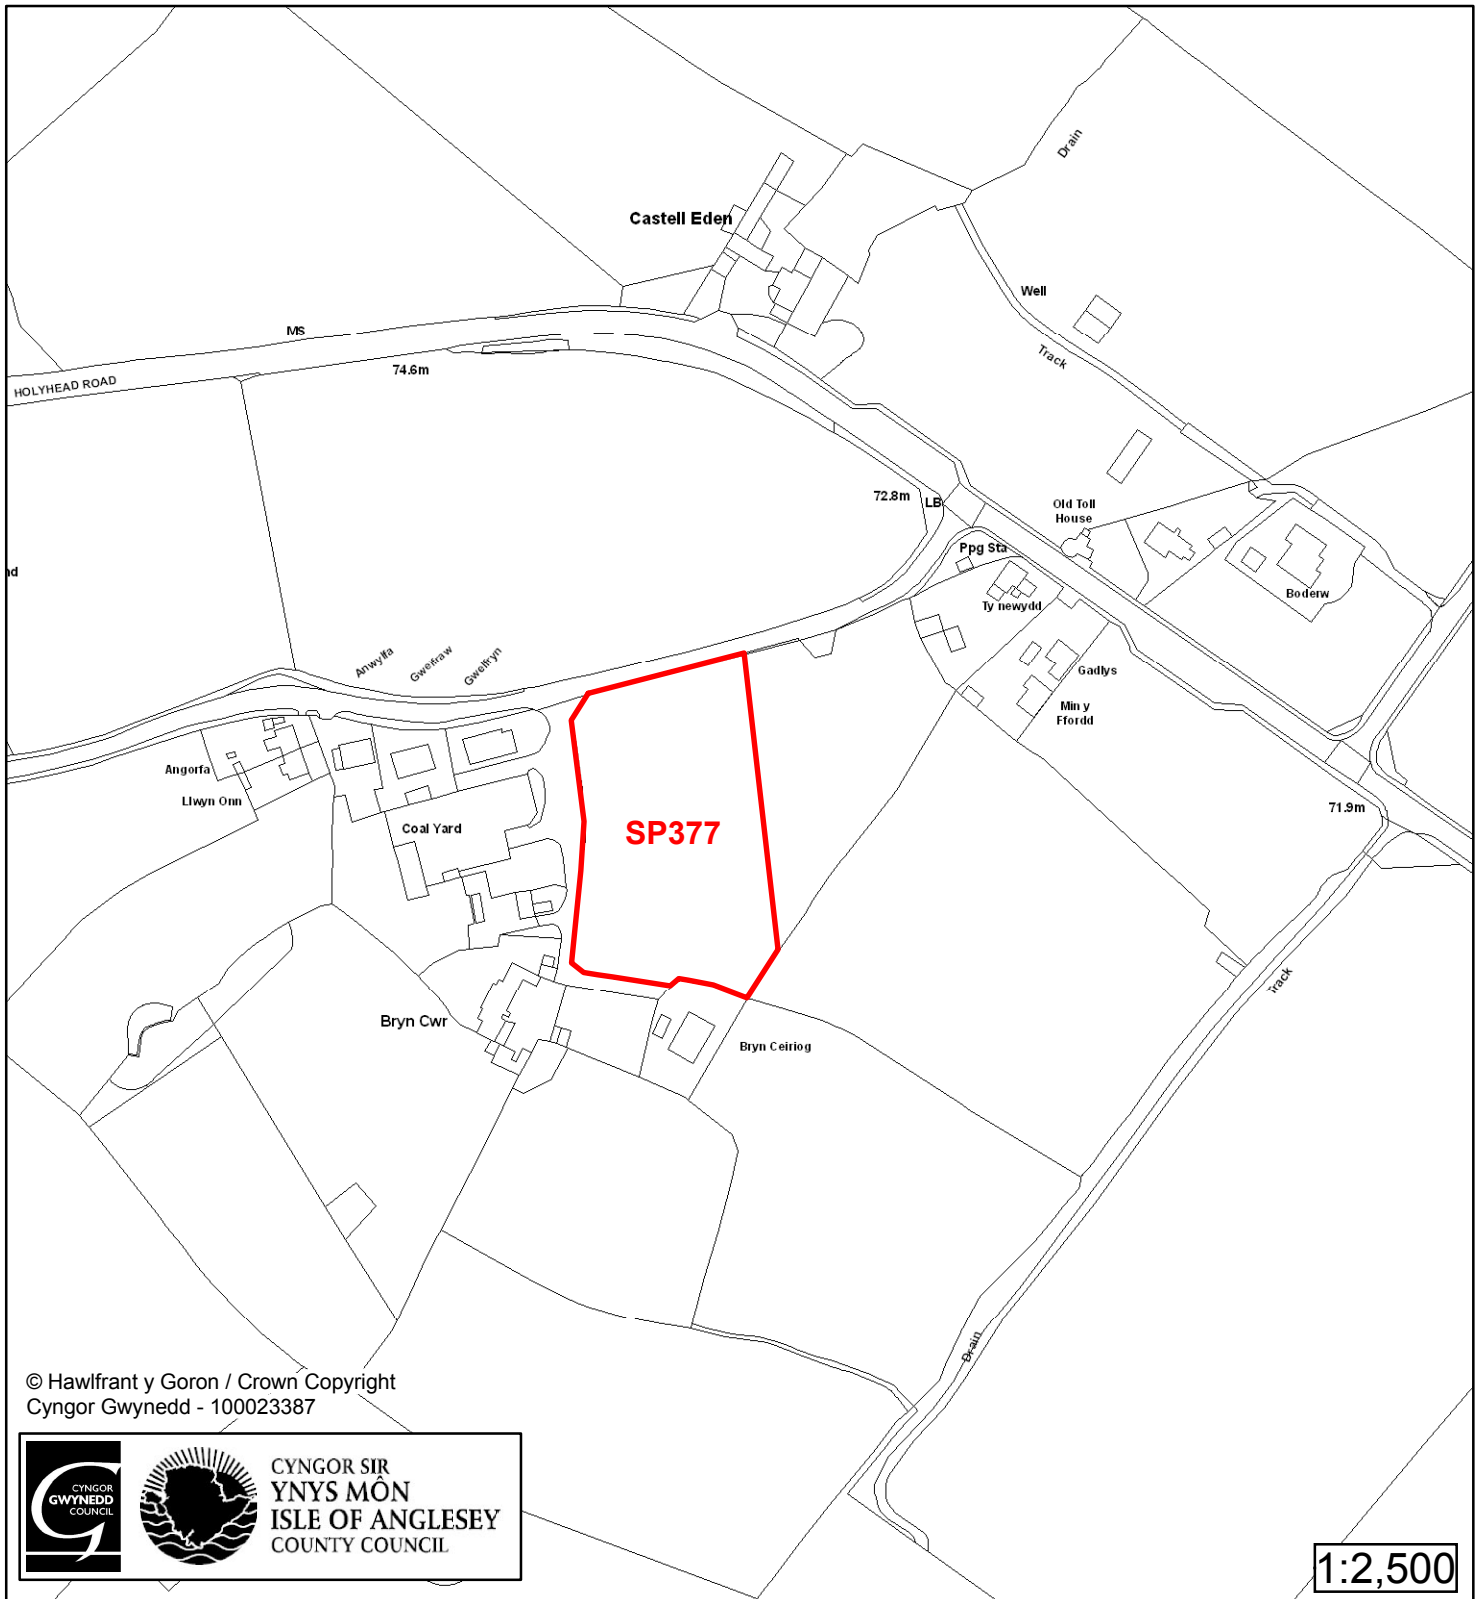 Drain
Castell Eden
Well
MS
Track
74.6m
HOLYHEAD ROAD
72.8m
LB
Old Toll
House
Ppg Sta
nd
Boderw
Ty newydd
Anwylfa
Gwelfraw
Gwelfryn
Gadlys
Min y
Ffordd
Angorfa
Llwyn Onn
71.9m
Coal Yard
SP377
Track
Bryn Cwr
Bryn Ceiriog
Drain
© Hawlfrant y Goron / Crown Copyright
Cyngor Gwynedd - 100023387
CYNGOR
GWYNEDD
COUNCIL
CYNGOR SIR
YNYS MÔN
ISLE OF ANGLESEY
COUNTY COUNCIL
1:2,500